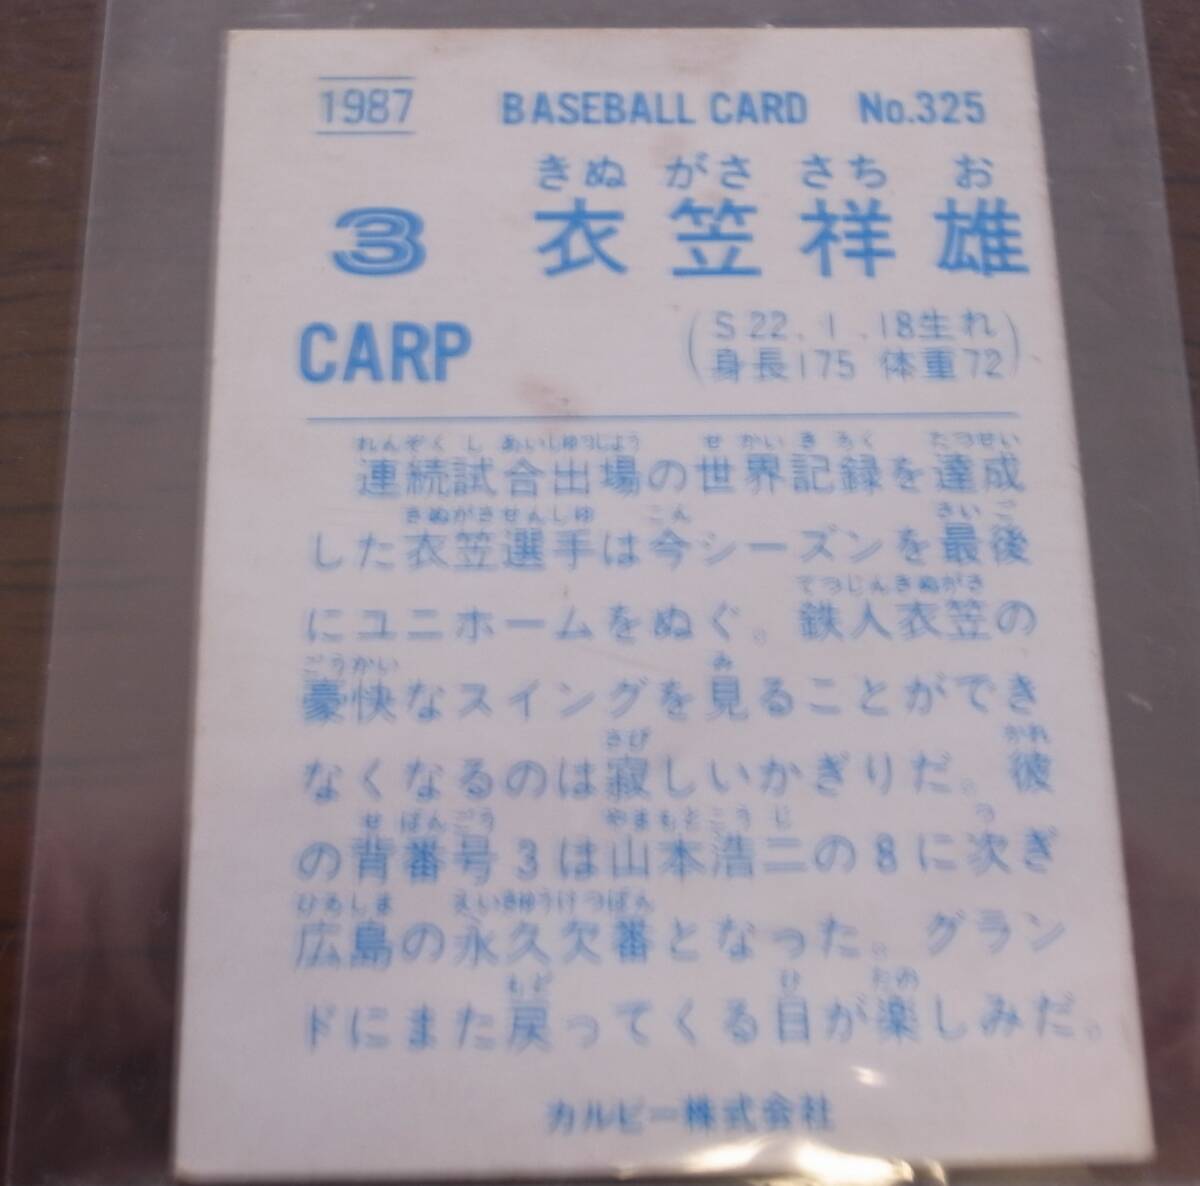 1987 BASEBALL CARD No.325
きぬ がさ さち お
3 衣笠祥雄
CARP
(S22.1.18生れ
身長175 体重72)
れんぞくしあいしゅつじょう せかいきろく たっせい
連続試合出場の世界記録を達成
きぬがさせんしゅ こん さいご
した衣笠選手は今シーズンを最後
てつじんきぬがさ
にユニホームをぬぐ。鉄人衣笠の
ごうかい み
豪快なスイングを見ることができ
さび かれ
なくなるのは寂しいかぎりだ。彼
せばんごう やまもとこうじ つ
の背番号3は山本浩二の8に次ぎ
ひろしま えいきゅうけつばん
広島の永久欠番となった。グラン
もど ひ たの
ドにまた戻ってくる日が楽しみだ。
カルビー株式会社